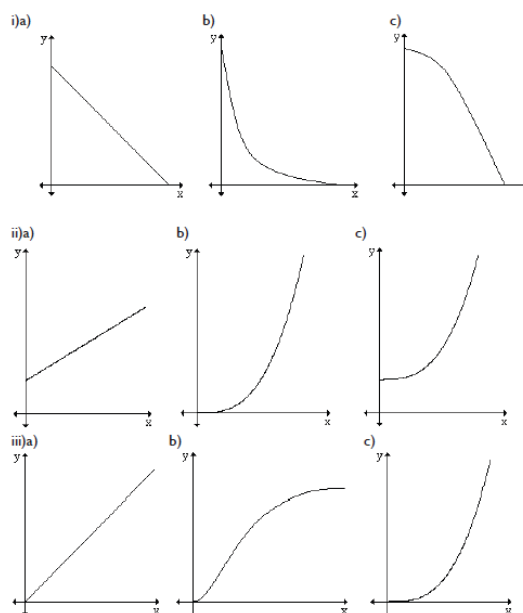 i)a) b) c)
y y y
x x
ii)a) b) c)
y y y
x x x
iii)a) b) c)
y y y
x x x